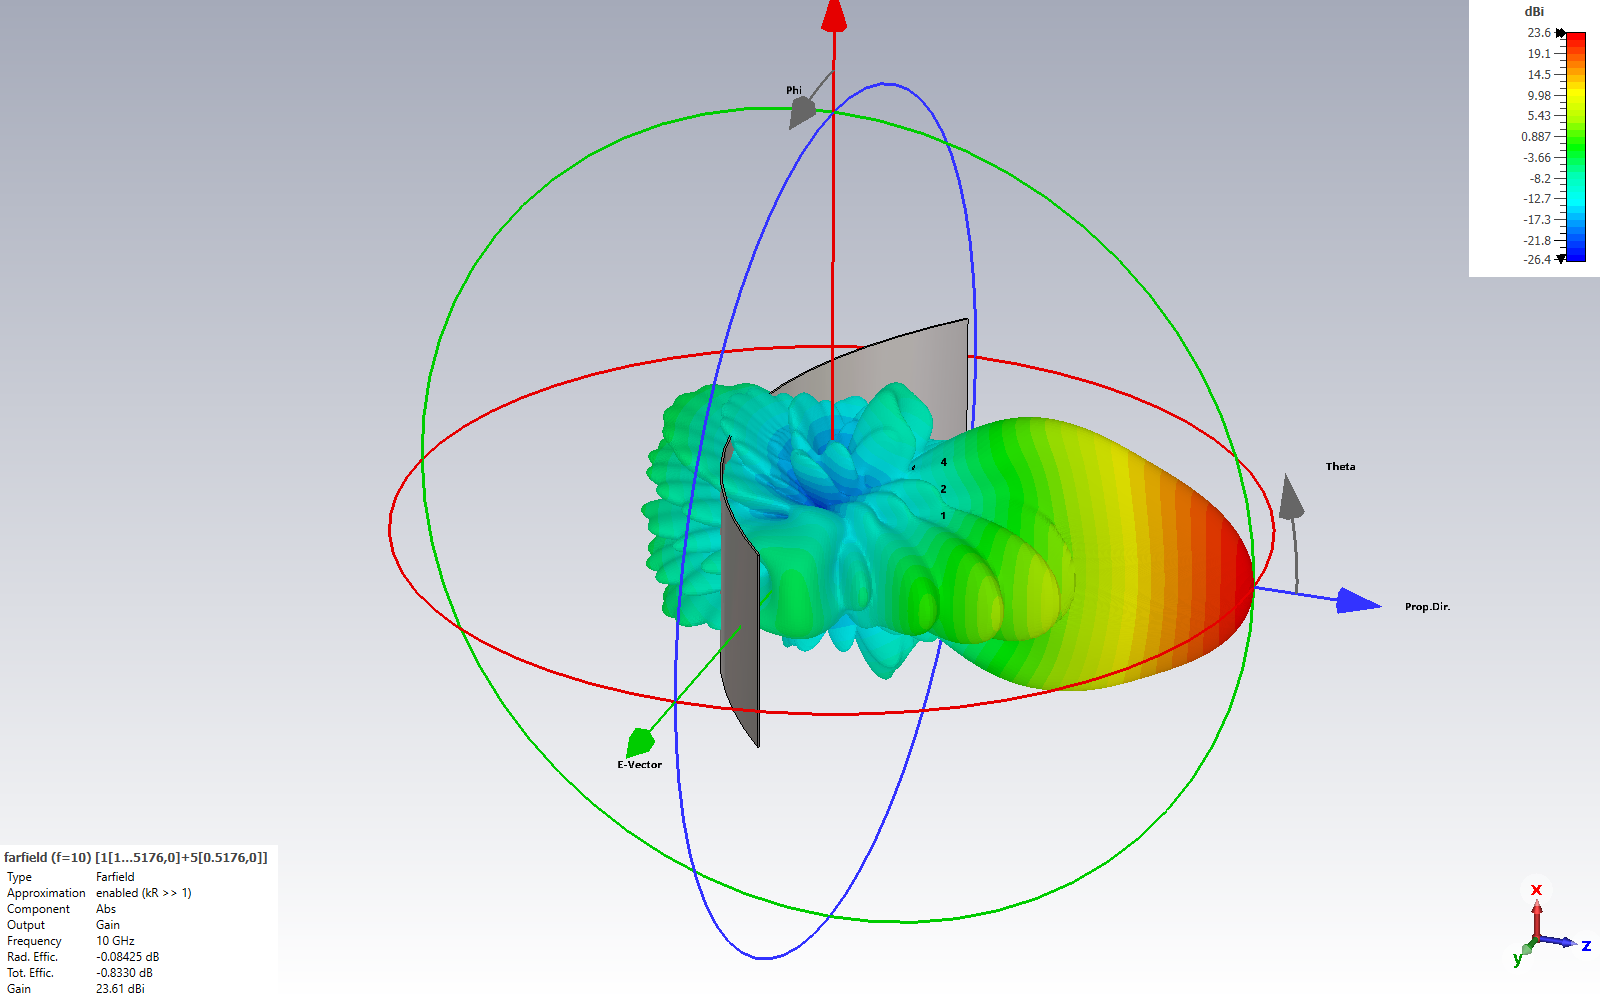 dBi
23.6
19.1
14.5
9.98
5.43
0.887
-3.66
-8.2
-12.7
-17.3
-21.8
-26.4
Phi
4
2
1
Theta
Prop.Dir.
E-Vector
farfield (f=10) [1[1...5176,0]+5[0.5176,0]]
Type Farfield
Approximation enabled (kR >> 1)
Component Abs
Output Gain
Frequency 10 GHz
Rad. Effic. -0.08425 dB
Tot. Effic. -0.8330 dB
Gain 23.61 dBi
x
z
y